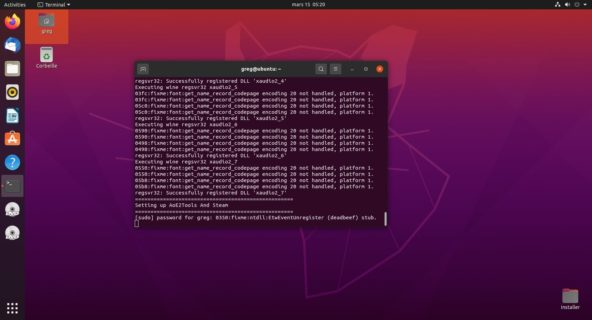 Activities
Terminal
mars 15 05:20
greg
Corbeille
greg@ubuntu: ~
regsvr32: Successfully registered DLL 'xaudio2_4'
Executing wine regsvr32 xaudio2_5
03fc:fixme:font:get_name_record_codepage encoding 20 not handled, platform 1.
03fc:fixme:font:get_name_record_codepage encoding 20 not handled, platform 1.
05c0:fixme:font:get_name_record_codepage encoding 20 not handled, platform 1.
05c0:fixme:font:get_name_record_codepage encoding 20 not handled, platform 1.
regsvr32: Successfully registered DLL 'xaudio2_5'
Executing wine regsvr32 xaudio2_6
0590:fixme:font:get_name_record_codepage encoding 20 not handled, platform 1.
0590:fixme:font:get_name_record_codepage encoding 20 not handled, platform 1.
0498:fixme:font:get_name_record_codepage encoding 20 not handled, platform 1.
0498:fixme:font:get_name_record_codepage encoding 20 not handled, platform 1.
regsvr32: Successfully registered DLL 'xaudio2_6'
Executing wine regsvr32 xaudio2_7
0550:fixme:font:get_name_record_codepage encoding 20 not handled, platform 1.
0550:fixme:font:get_name_record_codepage encoding 20 not handled, platform 1.
05b8:fixme:font:get_name_record_codepage encoding 20 not handled, platform 1.
05b8:fixme:font:get_name_record_codepage encoding 20 not handled, platform 1.
regsvr32: Successfully registered DLL 'xaudio2_7'
====================================================
Setting up AoE2Tools And Steam
====================================================
[sudo] password for greg: 0350:fixme:ntdll:EtwEventUnregister (deadbeef) stub.
Installer